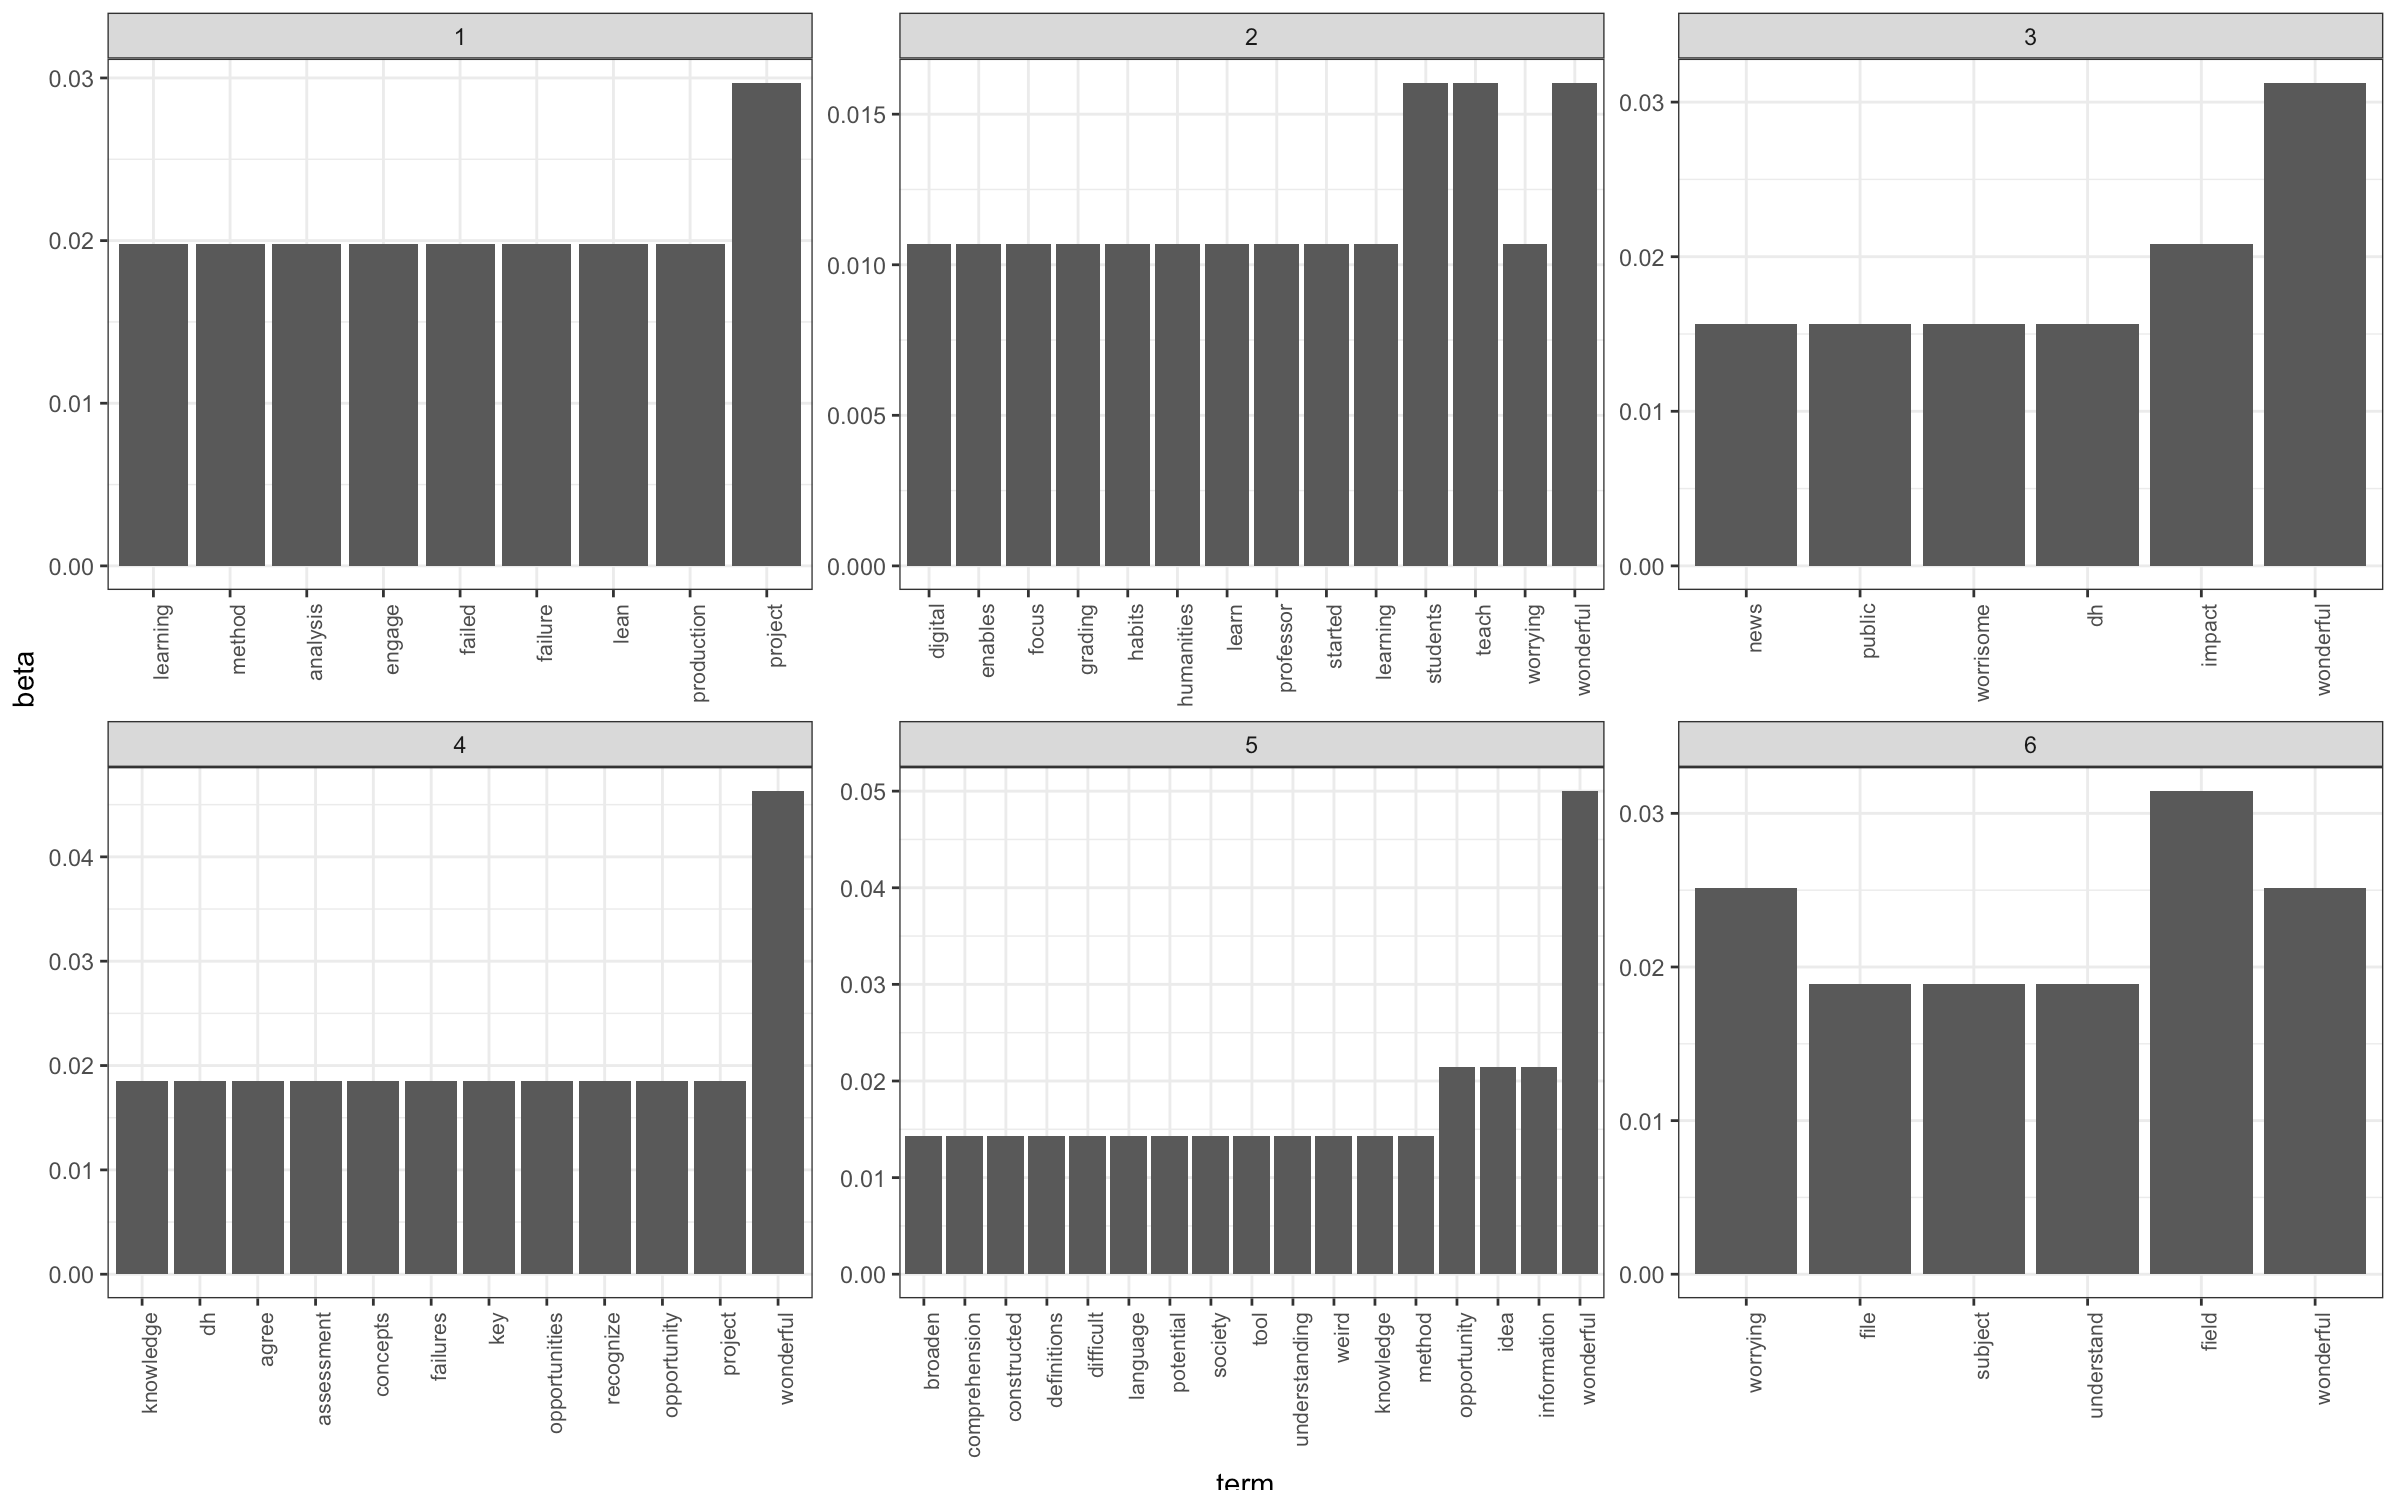 1
2
3
0.03
0.02
0.01
0.00
0.015
0.010
0.005
0.000
0.03
0.02
0.01
0.00
learning
method
analysis
engage
failed
failure
lean
production
project
digital
enables
focus
grading
habits
humanities
learn
professor
started
learning
students
teach
worrying
wonderful
news
public
worrisome
dh
impact
wonderful
beta
4
5
6
0.04
0.03
0.02
0.01
0.00
0.05
0.04
0.03
0.02
0.01
0.00
0.03
0.02
0.01
0.00
knowledge
dh
agree
assessment
concepts
failures
key
opportunities
recognize
opportunity
project
wonderful
broaden
comprehension
constructed
definitions
difficult
language
potential
society
tool
understanding
weird
knowledge
method
opportunity
idea
information
wonderful
worrying
file
subject
understand
field
wonderful
term